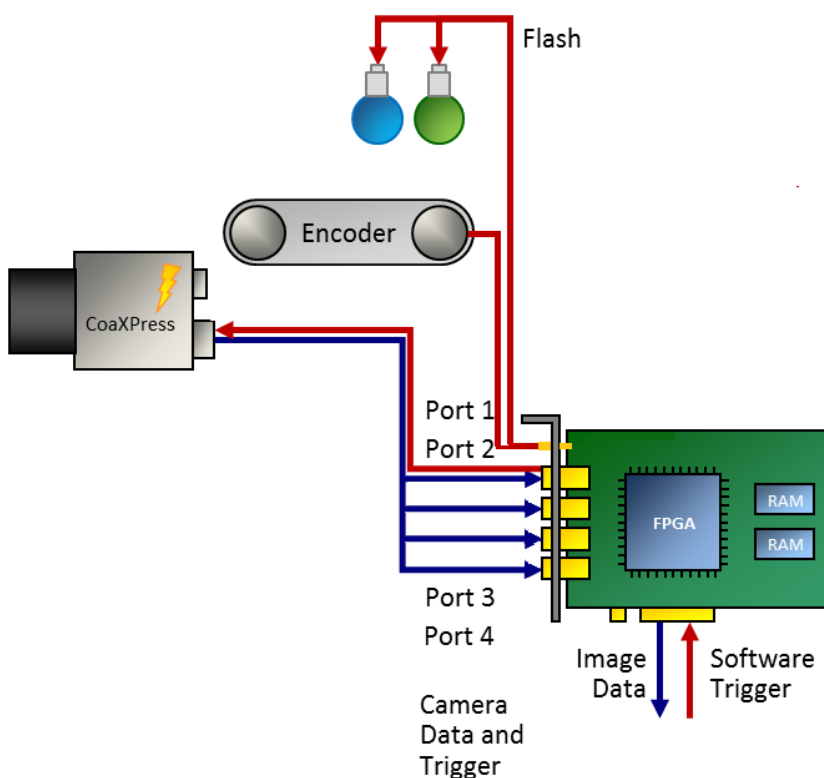 Flash
Encoder
CoaXPress
Port 1
Port 2
FPGA
RAM
RAM
Port 3
Port 4
Image
Data
Software
Trigger
Camera
Data and
Trigger